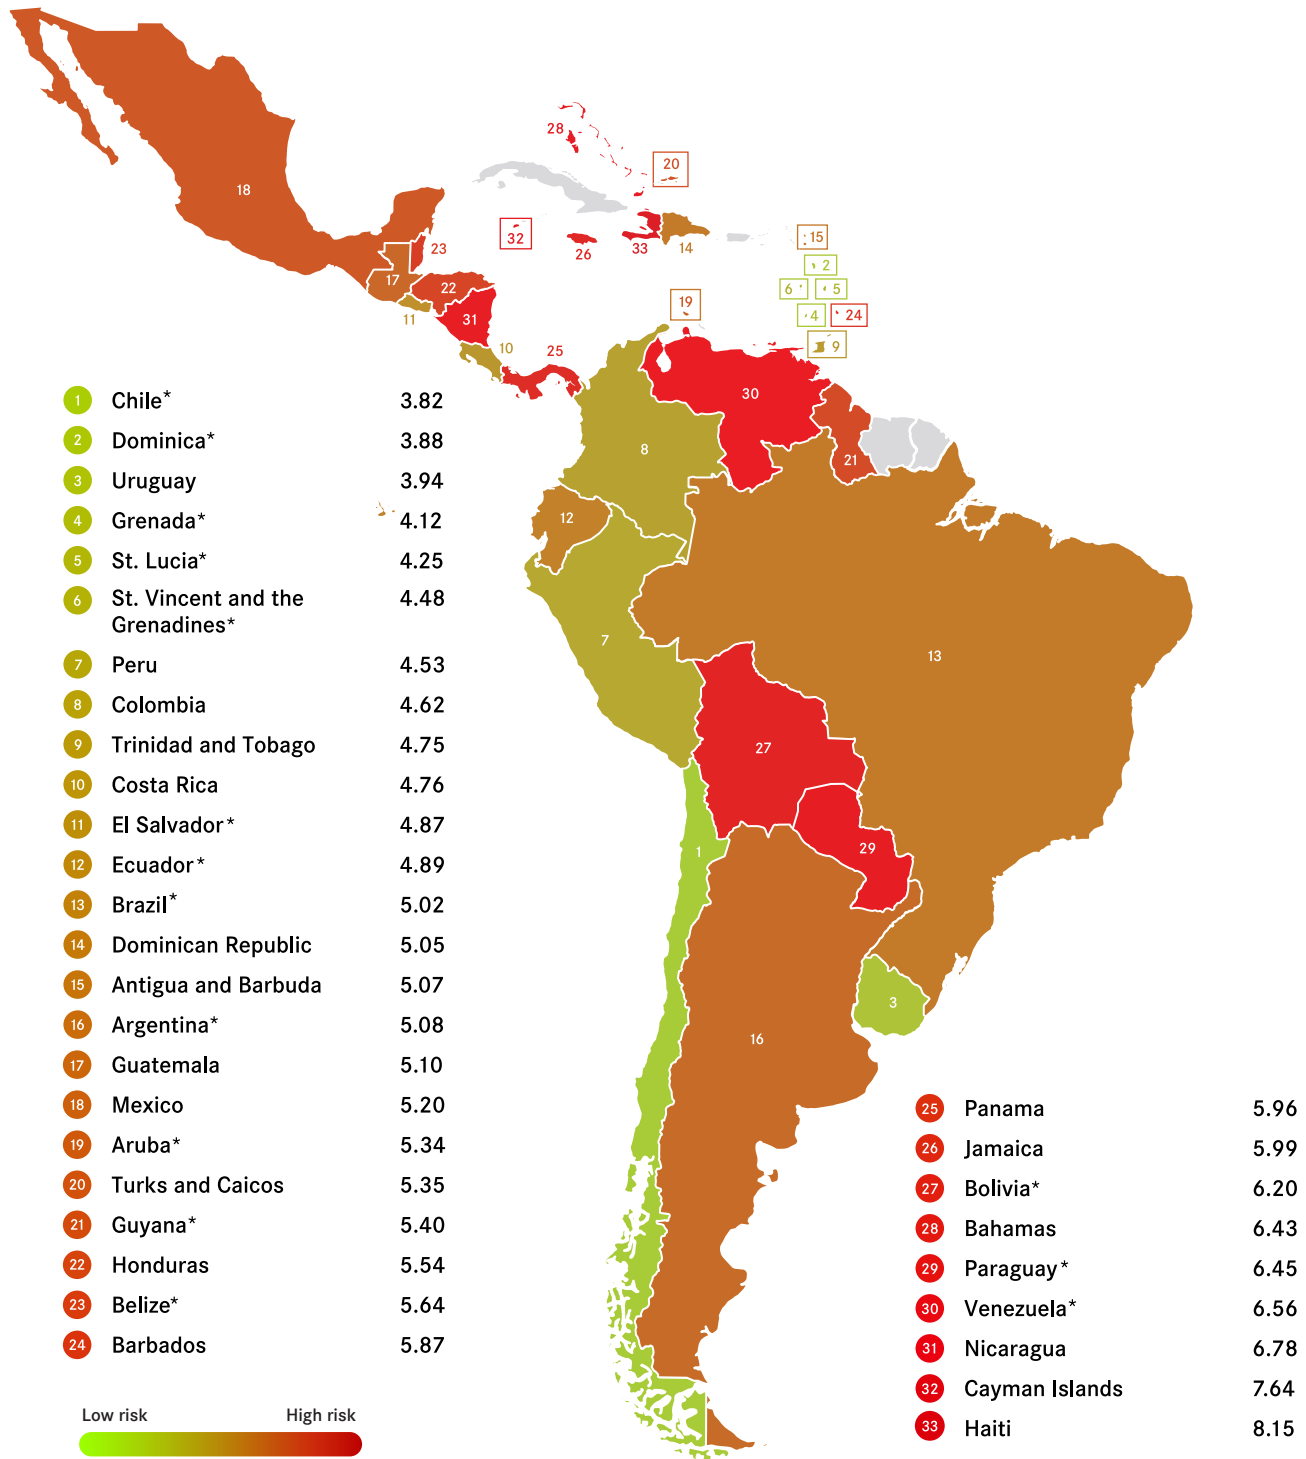 28
20
18
32
26
33
14
15
23
2
17
22
6
5
19
4
24
11
31
9
10
25
30
8
21
12
7
13
27
1
29
3
16
1 Chile* 3.82
2 Dominica* 3.88
3 Uruguay 3.94
4 Grenada* 4.12
5 St. Lucia* 4.25
6 St. Vincent and the 4.48
Grenadines*
7 Peru 4.53
8 Colombia 4.62
9 Trinidad and Tobago 4.75
10 Costa Rica 4.76
11 El Salvador* 4.87
12 Ecuador* 4.89
13 Brazil* 5.02
14 Dominican Republic 5.05
15 Antigua and Barbuda 5.07
16 Argentina* 5.08
17 Guatemala 5.10
18 Mexico 5.20
19 Aruba* 5.34
20 Turks and Caicos 5.35
21 Guyana* 5.40
22 Honduras 5.54
23 Belize* 5.64
24 Barbados 5.87
25 Panama 5.96
26 Jamaica 5.99
27 Bolivia* 6.20
28 Bahamas 6.43
29 Paraguay* 6.45
30 Venezuela* 6.56
31 Nicaragua 6.78
32 Cayman Islands 7.64
33 Haiti 8.15
Low risk High risk